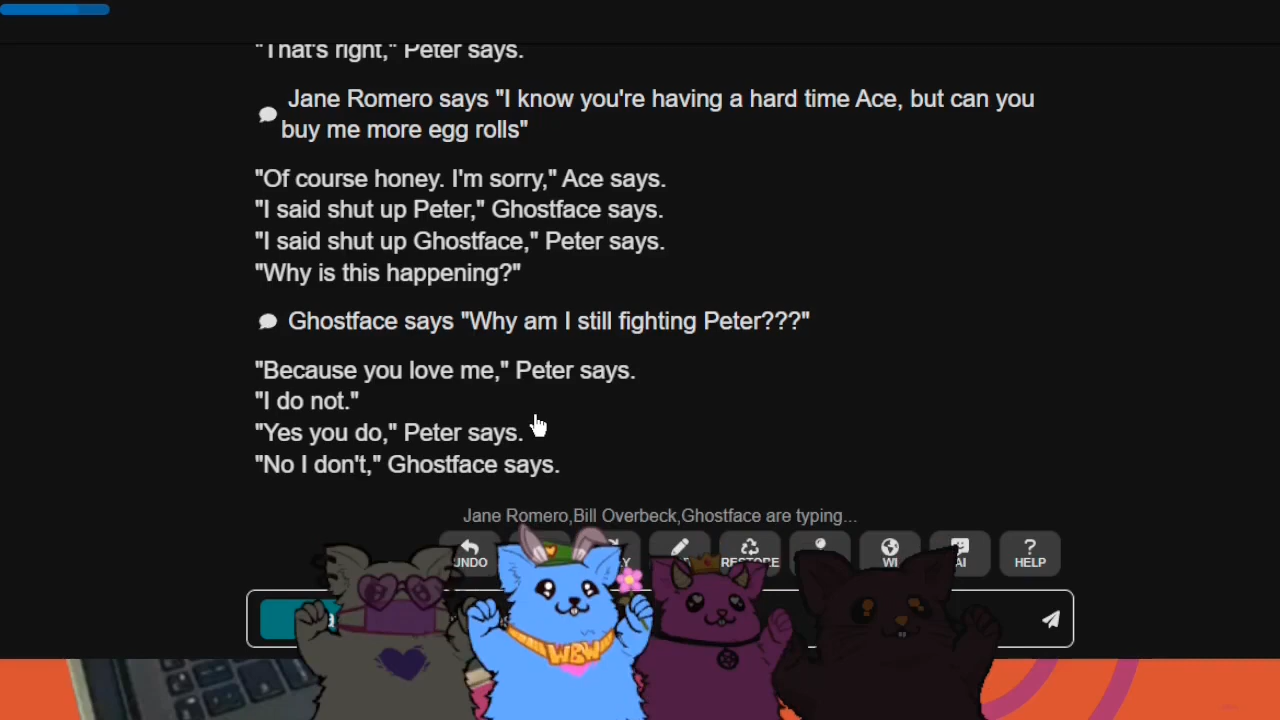 "That's right," Peter says.
Jane Romero says "I know you're having a hard time Ace, but can you
buy me more egg rolls"
"Of course honey. I'm sorry," Ace says.
"I said shut up Peter," Ghostface says.
"I said shut up Ghostface," Peter says.
"Why is this happening?"
Ghostface says "Why am I still fighting Peter???"
"Because you love me," Peter says.
"I do not."
"Yes you do," Peter says.
"No I don't," Ghostface says.
Jane Romero,Bill Overbeck,Ghostface are typing...
UNDO RESTORE WI AI HELP
WBW